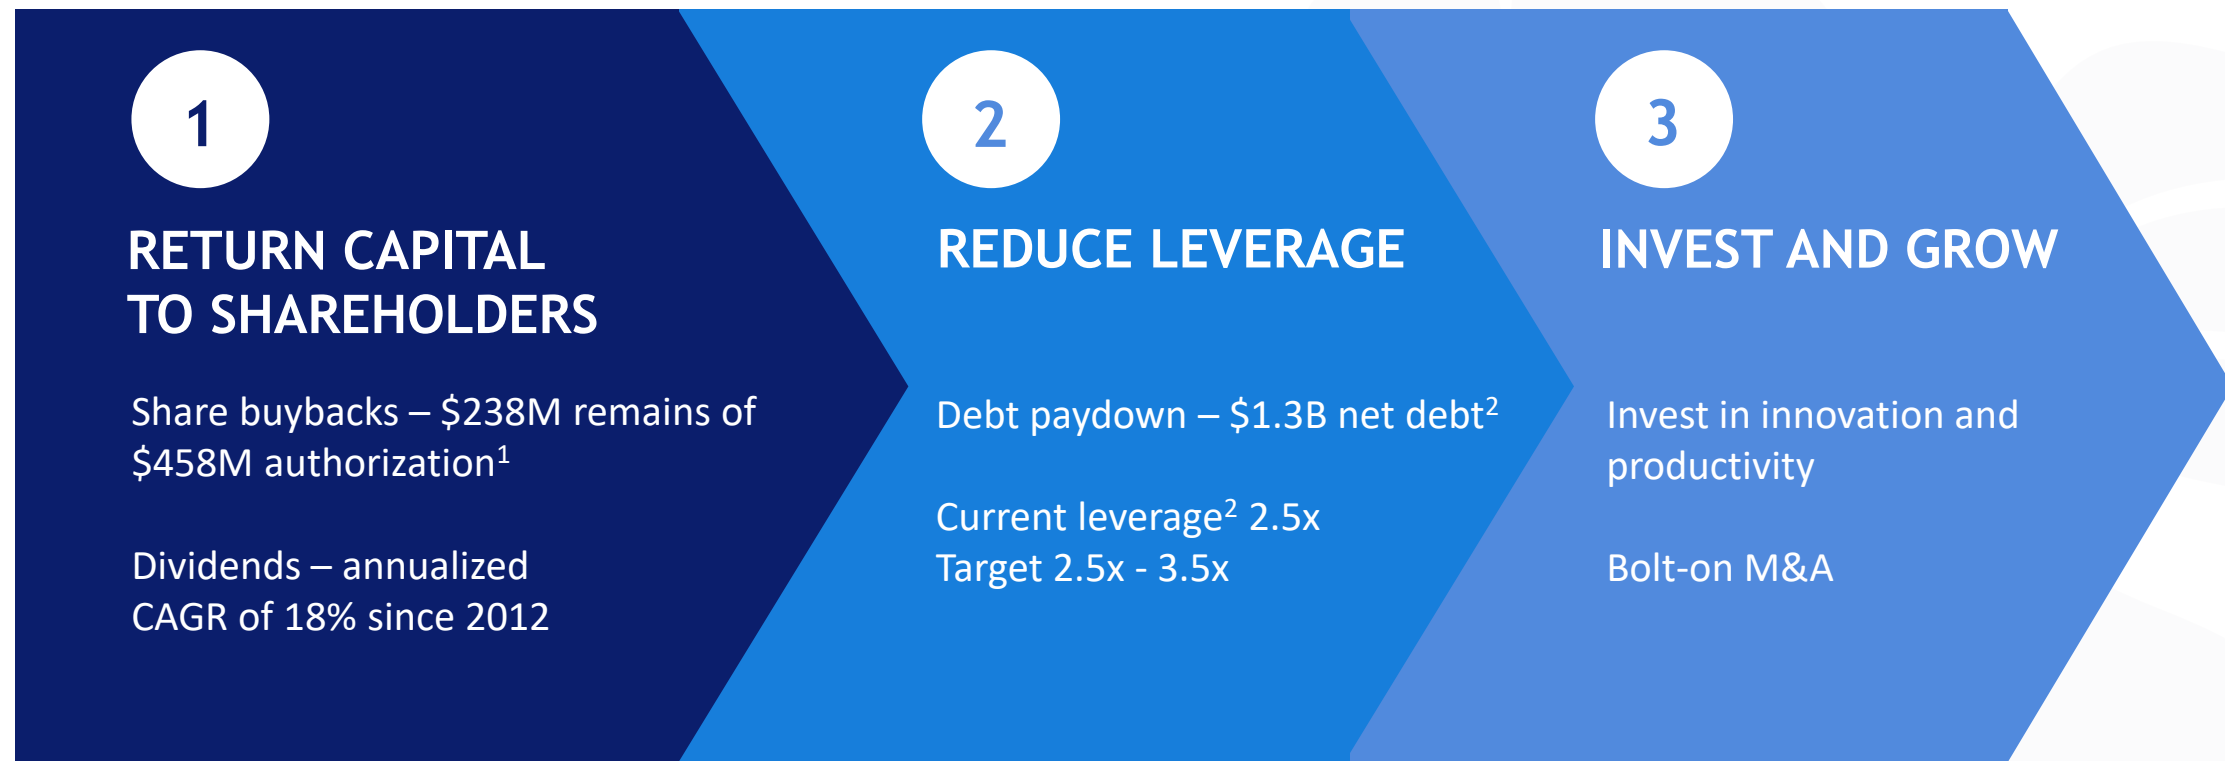 1
RETURN CAPITAL
TO SHAREHOLDERS
Share buybacks – $238M remains of
$458M authorization¹
Dividends – annualized
CAGR of 18% since 2012
2
REDUCE LEVERAGE
Debt paydown – $1.3B net debt²
Current leverage² 2.5x
Target 2.5x - 3.5x
3
INVEST AND GROW
Invest in innovation and
productivity
Bolt-on M&A